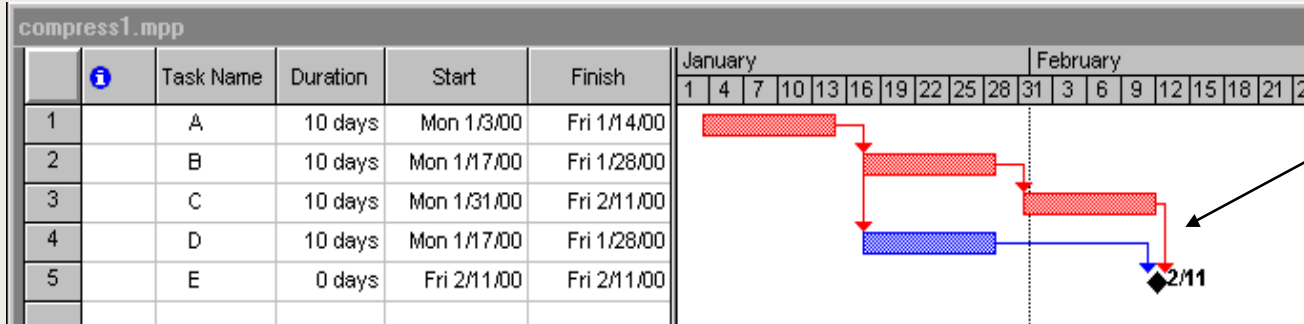 compress1.mpp
Task Name Duration Start Finish
January February
1 4 7 10 13 16 19 22 25 28 31 3 6 9 12 15 18 21 2
1 A 10 days Mon 1/3/00 Fri 1/14/00
2 B 10 days Mon 1/17/00 Fri 1/28/00
3 C 10 days Mon 1/31/00 Fri 2/11/00
4 D 10 days Mon 1/17/00 Fri 1/28/00
5 E 0 days Fri 2/11/00 Fri 2/11/00
2/11